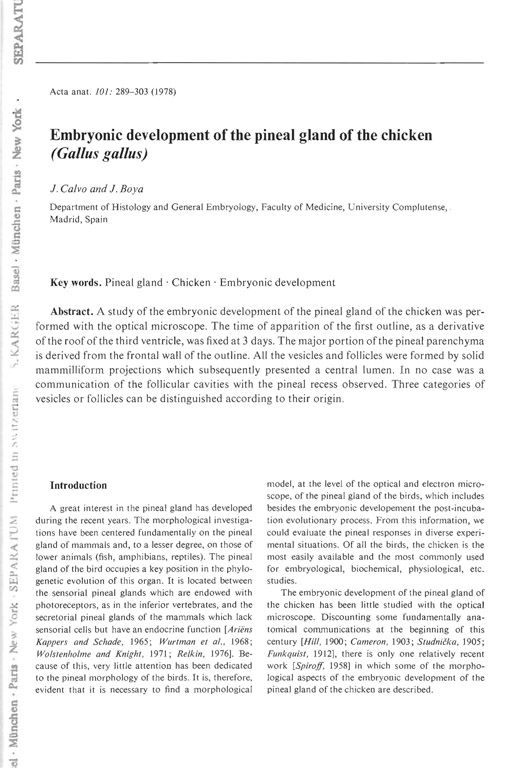 SEPARATU
S. KARGER Basel · München · Paris · New York ·
SEPARATUM Printed in Switzerland
· München · Paris · New York ·
Acta anat. 101: 289–303 (1978)
Embryonic development of the pineal gland of the chicken
(Gallus gallus)
J. Calvo and J. Boya
Department of Histology and General Embryology, Faculty of Medicine, University Complutense,
Madrid, Spain
Key words. Pineal gland · Chicken · Embryonic development
Abstract. A study of the embryonic development of the pineal gland of the chicken was per-
formed with the optical microscope. The time of apparition of the first outline, as a derivative
of the roof of the third ventricle, was fixed at 3 days. The major portion of the pineal parenchyma
is derived from the frontal wall of the outline. All the vesicles and follicles were formed by solid
mammilliform projections which subsequently presented a central lumen. In no case was a
communication of the follicular cavities with the pineal recess observed. Three categories of
vesicles or follicles can be distinguished according to their origin.
Introduction
A great interest in the pineal gland has developed
during the recent years. The morphological investiga-
tions have been centered fundamentally on the pineal
gland of mammals and, to a lesser degree, on those of
lower animals (fish, amphibians, reptiles). The pineal
gland of the bird occupies a key position in the phylo-
genetic evolution of this organ. It is located between
the sensorial pineal glands which are endowed with
photoreceptors, as in the inferior vertebrates, and the
secretorial pineal glands of the mammals which lack
sensorial cells but have an endocrine function [Ariëns
Kappers and Schade, 1965; Wurtman et al., 1968;
Wolstenholme and Knight, 1971; Relkin, 1976]. Be-
cause of this, very little attention has been dedicated
to the pineal morphology of the birds. It is, therefore,
evident that it is necessary to find a morphological
model, at the level of the optical and electron micro-
scope, of the pineal gland of the birds, which includes
besides the embryonic developement the post-incuba-
tion evolutionary process. From this information, we
could evaluate the pineal responses in diverse experi-
mental situations. Of all the birds, the chicken is the
most easily available and the most commonly used
for embryological, biochemical, physiological, etc.
studies.
The embryonic development of the pineal gland of
the chicken has been little studied with the optical
microscope. Discounting some fundamentally ana-
tomical communications at the beginning of this
century [Hill, 1900; Cameron, 1903; Studnička, 1905;
Funkquist, 1912], there is only one relatively recent
work [Spiroff, 1958] in which some of the morpho-
logical aspects of the embryonic development of the
pineal gland of the chicken are described.